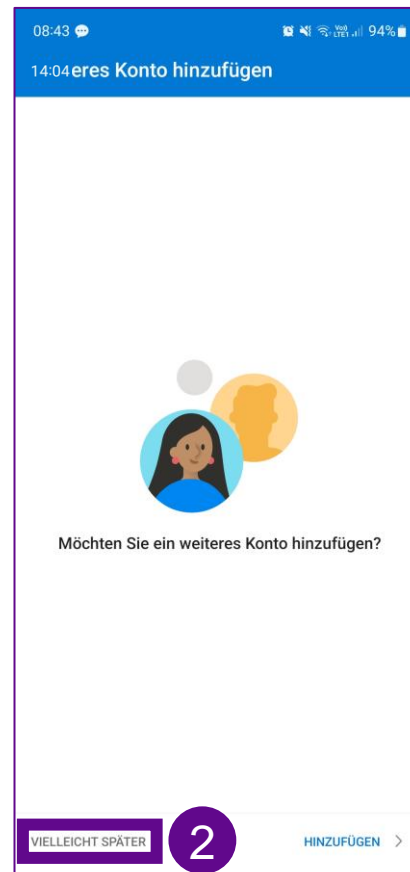 08:43 94%
14:04eres Konto hinzufügen
Möchten Sie ein weiteres Konto hinzufügen?
VIELLEICHT SPÄTER 2 HINZUFÜGEN